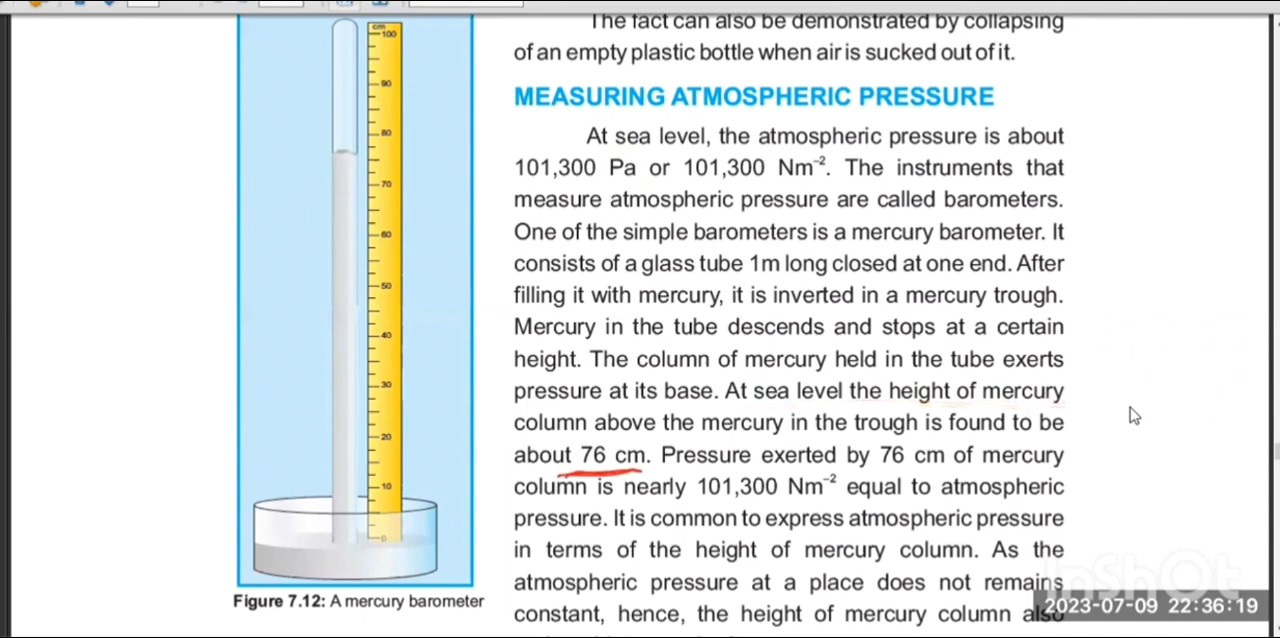 The fact can also be demonstrated by collapsing
of an empty plastic bottle when air is sucked out of it.
MEASURING ATMOSPHERIC PRESSURE
At sea level, the atmospheric pressure is about
101,300 Pa or 101,300 Nm⁻². The instruments that
measure atmospheric pressure are called barometers.
One of the simple barometers is a mercury barometer. It
consists of a glass tube 1m long closed at one end. After
filling it with mercury, it is inverted in a mercury trough.
Mercury in the tube descends and stops at a certain
height. The column of mercury held in the tube exerts
pressure at its base. At sea level the height of mercury
column above the mercury in the trough is found to be
about 76 cm. Pressure exerted by 76 cm of mercury
column is nearly 101,300 Nm⁻² equal to atmospheric
pressure. It is common to express atmospheric pressure
in terms of the height of mercury column. As the
atmospheric pressure at a place does not remains
constant, hence, the height of mercury column also
cm
100
90
80
70
60
50
40
30
20
10
0
Figure 7.12: A mercury barometer
InShOt
2023-07-09 22:36:19